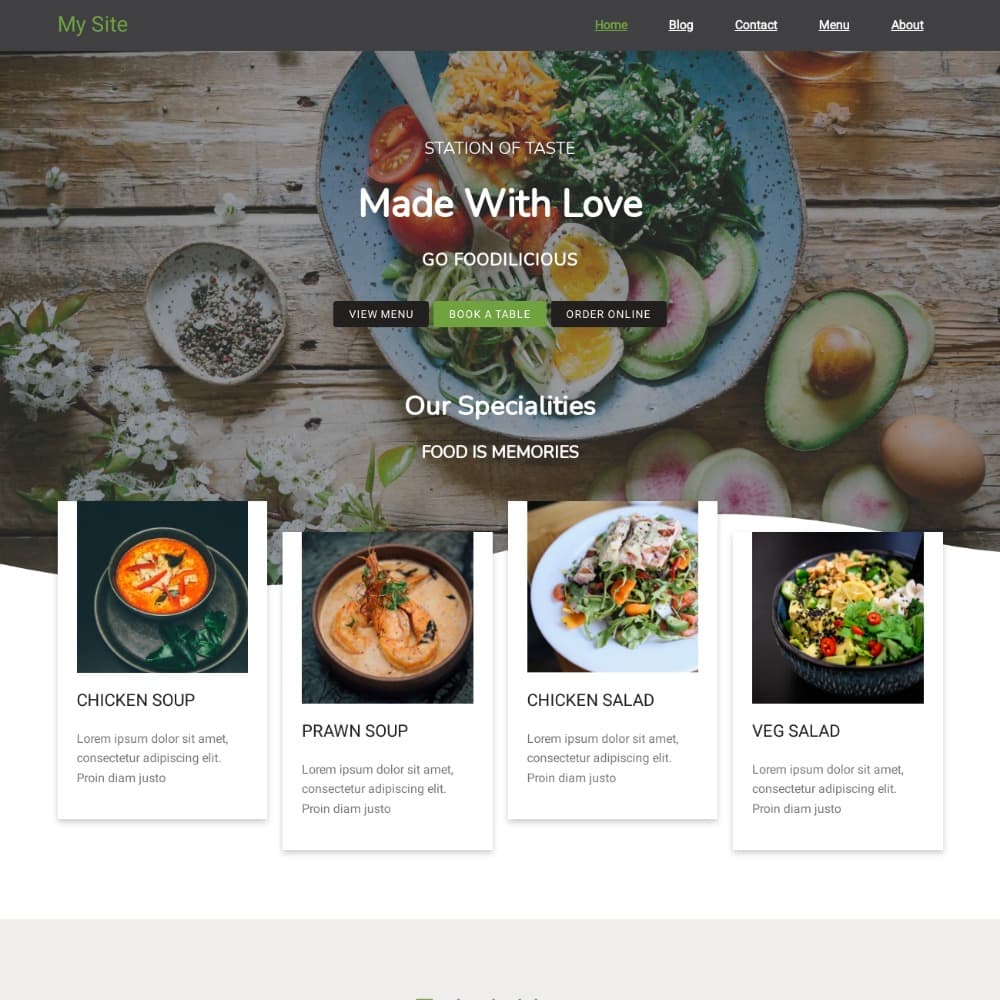 My Site
Home Blog Contact Menu About
STATION OF TASTE
Made With Love
GO FOODILICIOUS
VIEW MENU BOOK A TABLE ORDER ONLINE
Our Specialities
FOOD IS MEMORIES
CHICKEN SOUP
Lorem ipsum dolor sit amet,
consectetur adipiscing elit.
Proin diam justo
PRAWN SOUP
Lorem ipsum dolor sit amet,
consectetur adipiscing elit.
Proin diam justo
CHICKEN SALAD
Lorem ipsum dolor sit amet,
consectetur adipiscing elit.
Proin diam justo
VEG SALAD
Lorem ipsum dolor sit amet,
consectetur adipiscing elit.
Proin diam justo